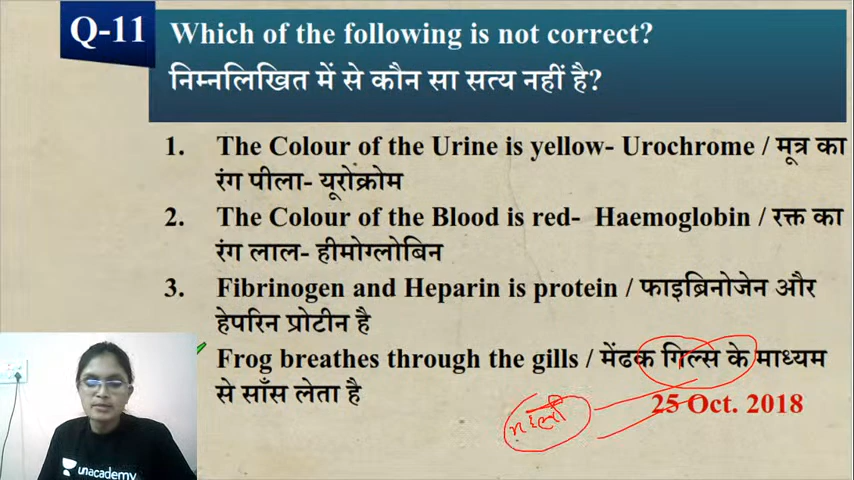 Q-11
Which of the following is not correct?
निम्नलिखित में से कौन सा सत्य नहीं है?
1. The Colour of the Urine is yellow- Urochrome / मूत्र का
रंग पीला- यूरोक्रोम
2. The Colour of the Blood is red- Haemoglobin / रक्त का
रंग लाल- हीमोग्लोबिन
3. Fibrinogen and Heparin is protein / फाइब्रिनोजेन और
हेपरिन प्रोटीन है
Frog breathes through the gills / मेंढक गिल्स के माध्यम
से साँस लेता है
25 Oct. 2018
मछली
unacademy